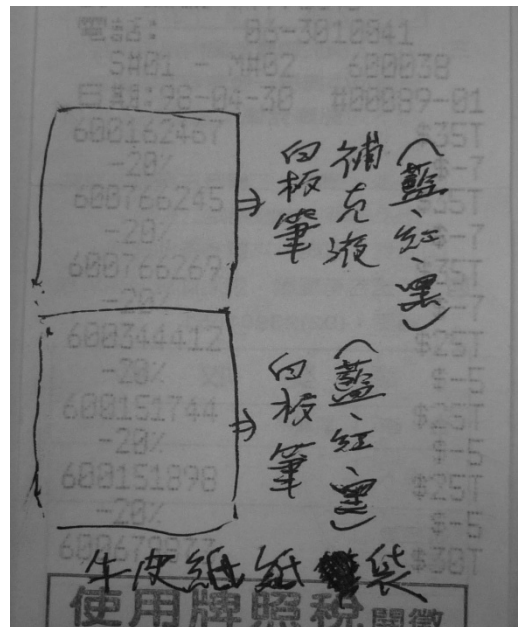 電話: 06-3010041
S#01 - M#02 600038
日期:98-04-30 #00089-01
600162467 $35T
-20% $-7
600766245 $35T
-20% $-7
600766269 $35T
-20% $-7
600344412 $25T
-20% $-5
600151744 $25T
-20% $-5
600151898 $25T
-20% $-5
$30T
白板筆
補充液
(藍、紅、黑)
白板筆
(藍、紅、黑)
牛皮紙紙袋
使用牌照稅開徵